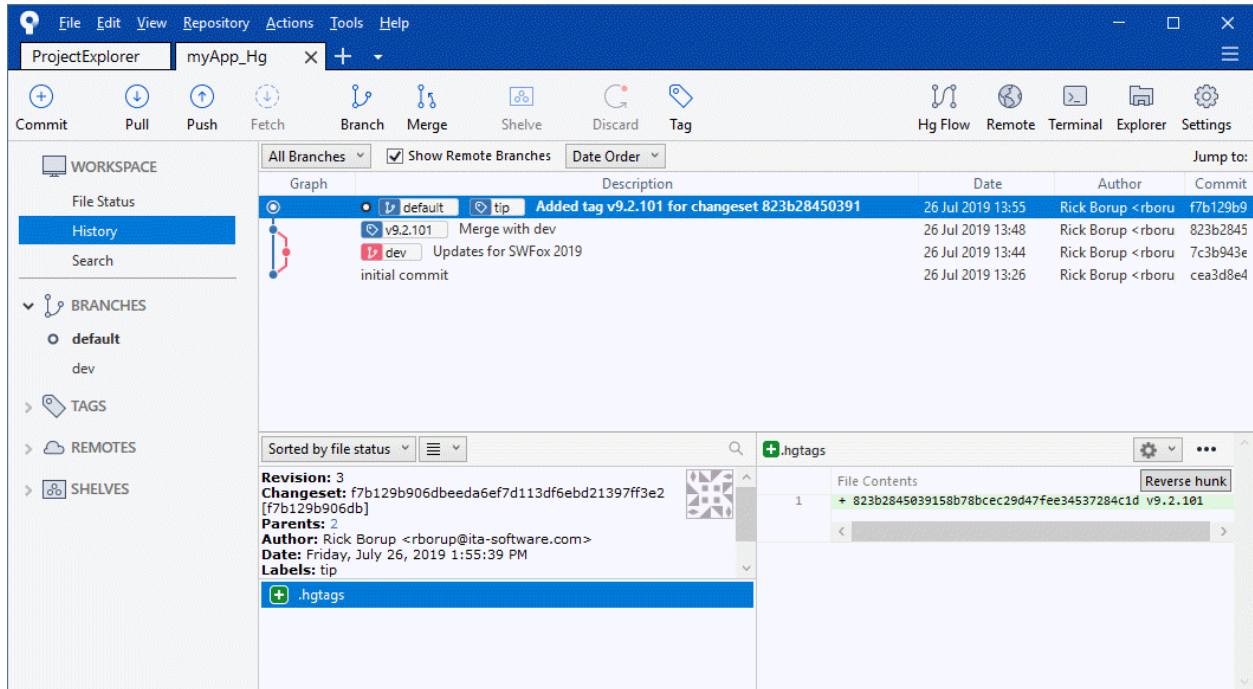 File Edit View Repository Actions Tools Help
ProjectExplorer myApp_Hg
Commit Pull Push Fetch Branch Merge Shelve Discard Tag Hg Flow Remote Terminal Explorer Settings
WORKSPACE
File Status
History
Search
BRANCHES
default
dev
TAGS
REMOTES
SHELVES
All Branches Show Remote Branches Date Order Jump to:
Graph Description Date Author Commit
default tip Added tag v9.2.101 for changeset 823b28450391 26 Jul 2019 13:55 Rick Borup <rboru f7b129b9
v9.2.101 Merge with dev 26 Jul 2019 13:48 Rick Borup <rboru 823b2845
dev Updates for SWFox 2019 26 Jul 2019 13:44 Rick Borup <rboru 7c3b943e
initial commit 26 Jul 2019 13:26 Rick Borup <rboru cea3d8e4
Sorted by file status
Revision: 3
Changeset: f7b129b906dbeeda6ef7d113df6ebd21397ff3e2
[f7b129b906db]
Parents: 2
Author: Rick Borup <rborup@ita-software.com>
Date: Friday, July 26, 2019 1:55:39 PM
Labels: tip
.hgtags
.hgtags
File Contents Reverse hunk
1 + 823b2845039158b78bcec29d47fee34537284c1d v9.2.101